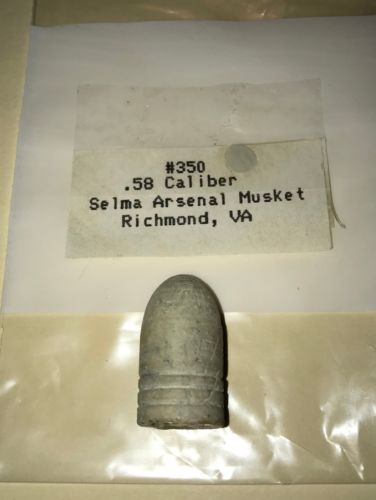 #350
.58 Caliber
Selma Arsenal Musket
Richmond, VA